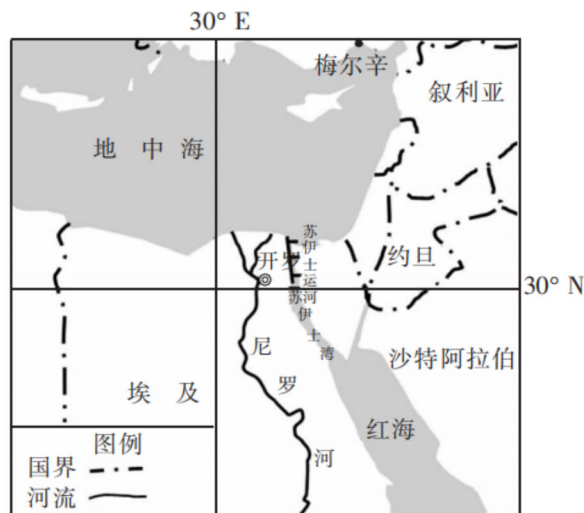 30° E
梅尔辛
叙利亚
地中海
苏伊士运河
开罗
约旦
30° N
苏伊士湾
尼罗河
沙特阿拉伯
埃及
红海
图例
国界
河流